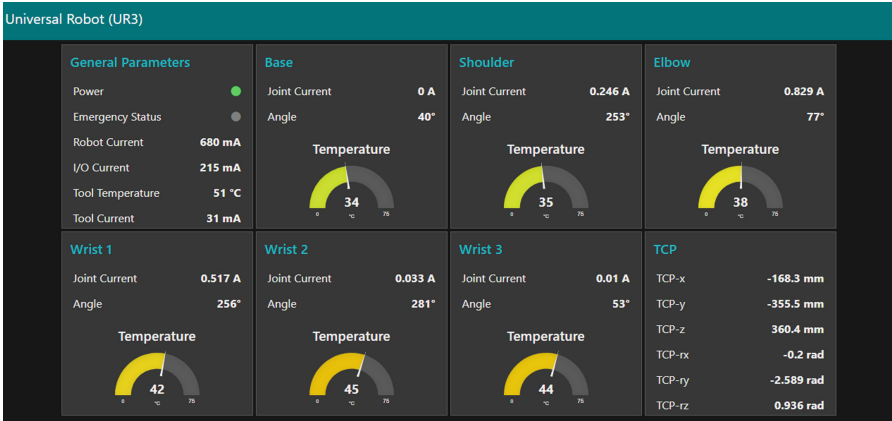 Universal Robot (UR3)
General Parameters
Power
Emergency Status
Robot Current 680 mA
I/O Current 215 mA
Tool Temperature 51 °C
Tool Current 31 mA
Base
Joint Current 0 A
Angle 40°
Temperature
34
0 °C 75
Shoulder
Joint Current 0.246 A
Angle 253°
Temperature
35
0 °C 75
Elbow
Joint Current 0.829 A
Angle 77°
Temperature
38
0 °C 75
Wrist 1
Joint Current 0.517 A
Angle 256°
Temperature
42
0 °C 75
Wrist 2
Joint Current 0.033 A
Angle 281°
Temperature
45
0 °C 75
Wrist 3
Joint Current 0.01 A
Angle 53°
Temperature
44
0 °C 75
TCP
TCP-x -168.3 mm
TCP-y -355.5 mm
TCP-z 360.4 mm
TCP-rx -0.2 rad
TCP-ry -2.589 rad
TCP-rz 0.936 rad